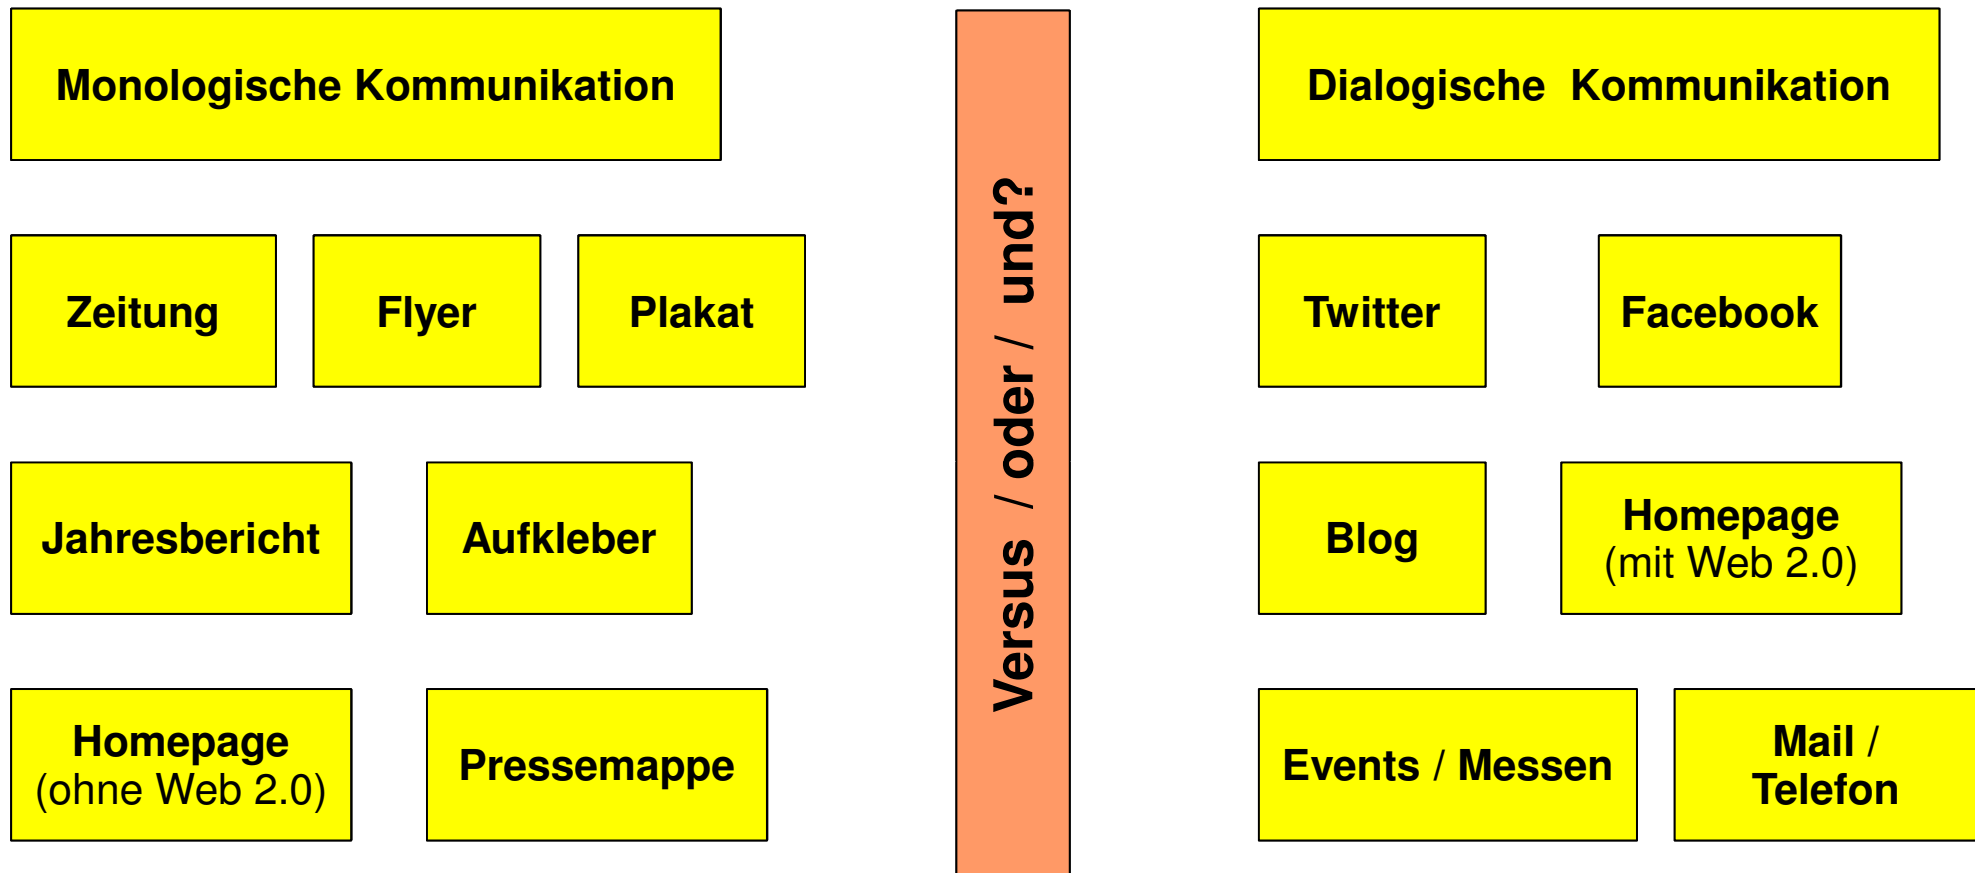 Monologische Kommunikation
Zeitung
Flyer
Plakat
Jahresbericht
Aufkleber
Homepage
(ohne Web 2.0)
Pressemappe
Versus / oder / und?
Dialogische Kommunikation
Twitter
Facebook
Blog
Homepage
(mit Web 2.0)
Events / Messen
Mail /
Telefon